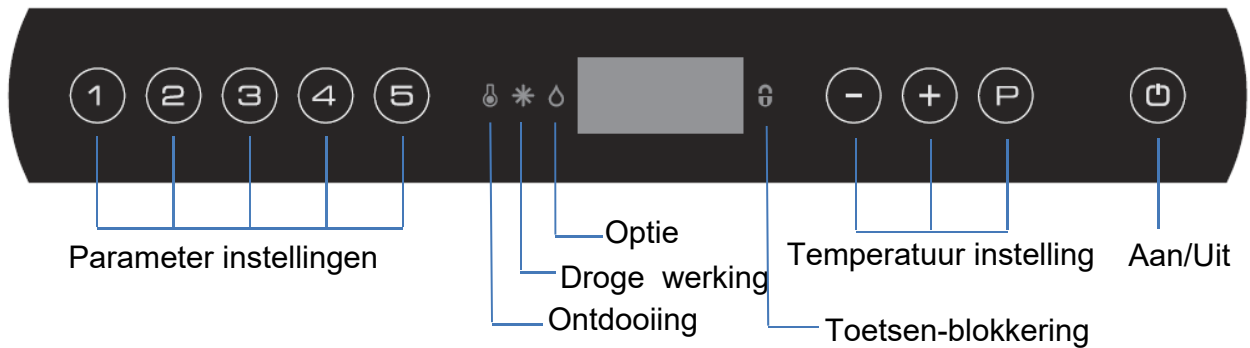 1 2 3 4 5 - + P
Optie
Parameter instellingen
Temperatuur instelling
Aan/Uit
Droge werking
Ontdooiing
Toetsen-blokkering